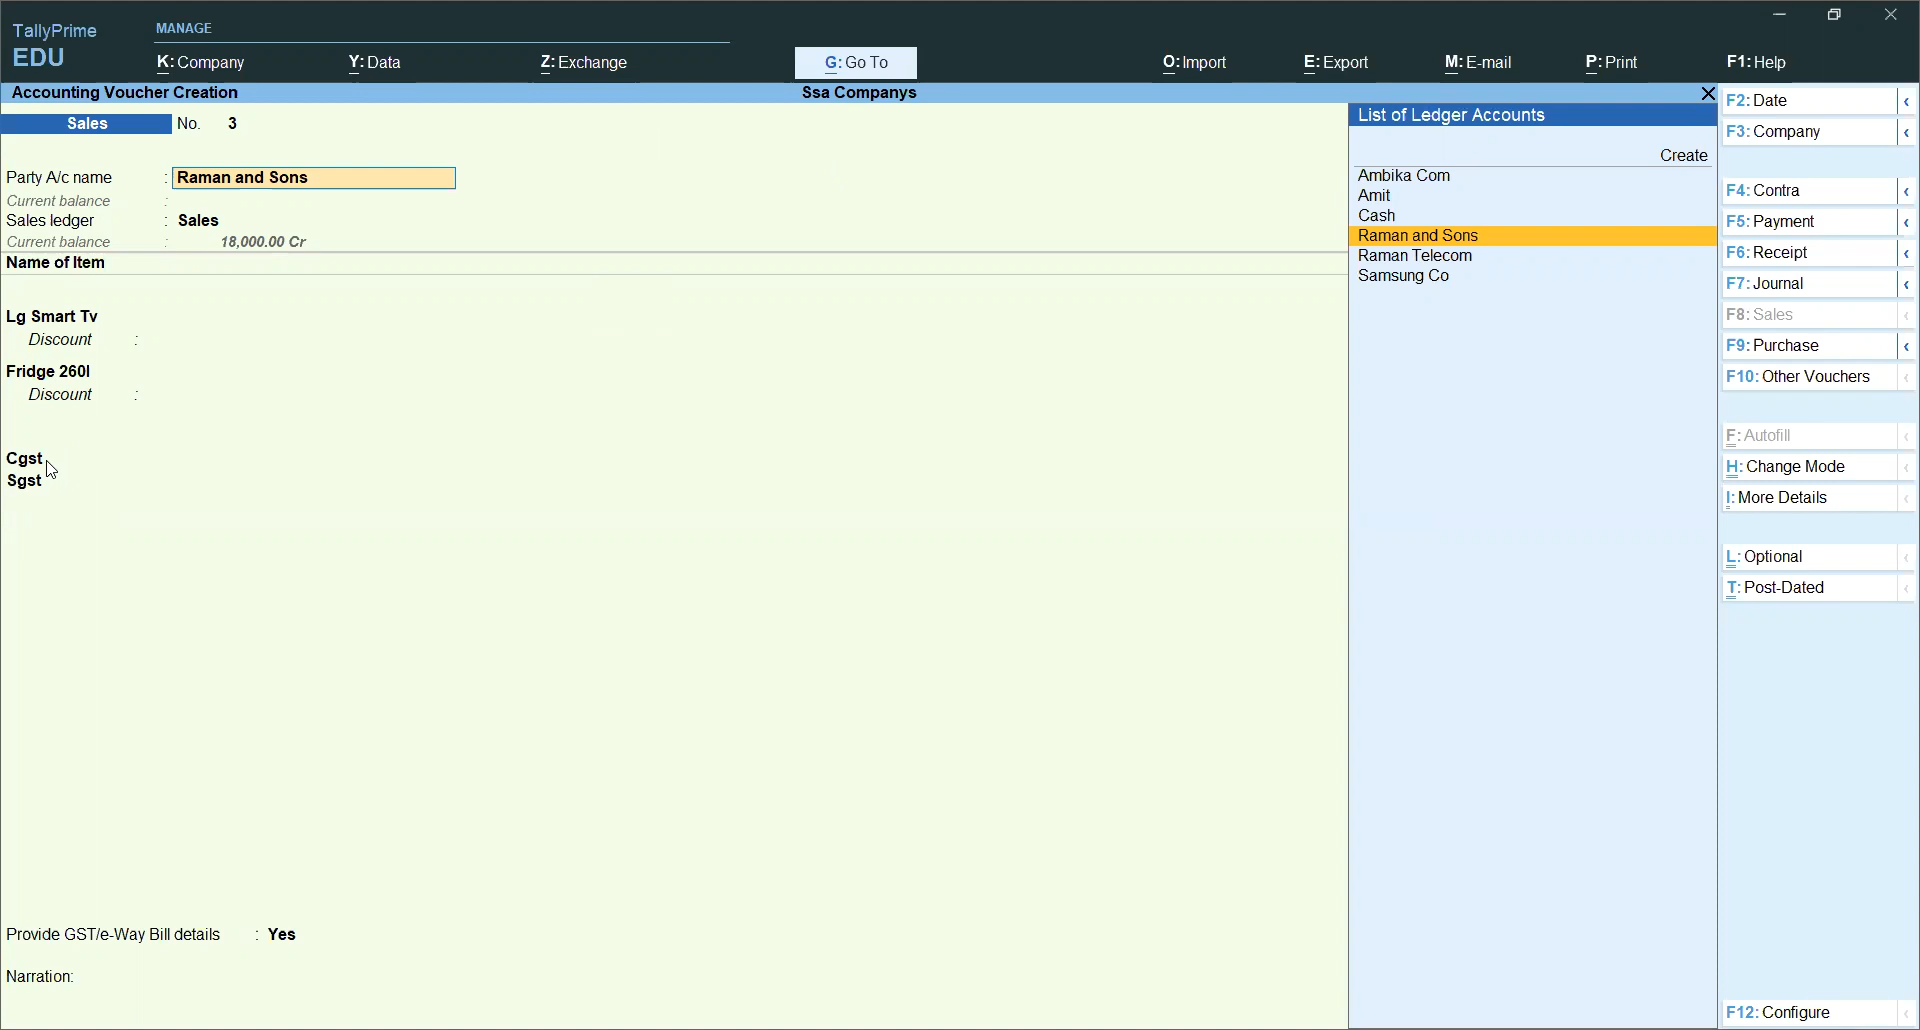 TallyPrime
EDU
MANAGE
K: Company
Y: Data
Z: Exchange
G: Go To
O: Import
E: Export
M: E-mail
P: Print
F1: Help
Accounting Voucher Creation
Ssa Companys
Sales No. 3
Party A/c name : Raman and Sons
Current balance :
Sales ledger : Sales
Current balance : 18,000.00 Cr
Name of Item
Lg Smart Tv
Discount :
Fridge 260l
Discount :
Cgst
Sgst
Provide GST/e-Way Bill details : Yes
Narration:
List of Ledger Accounts
Create
Ambika Com
Amit
Cash
Raman and Sons
Raman Telecom
Samsung Co
F2: Date
F3: Company
F4: Contra
F5: Payment
F6: Receipt
F7: Journal
F8: Sales
F9: Purchase
F10: Other Vouchers
F: Autofill
H: Change Mode
I: More Details
L: Optional
T: Post-Dated
F12: Configure